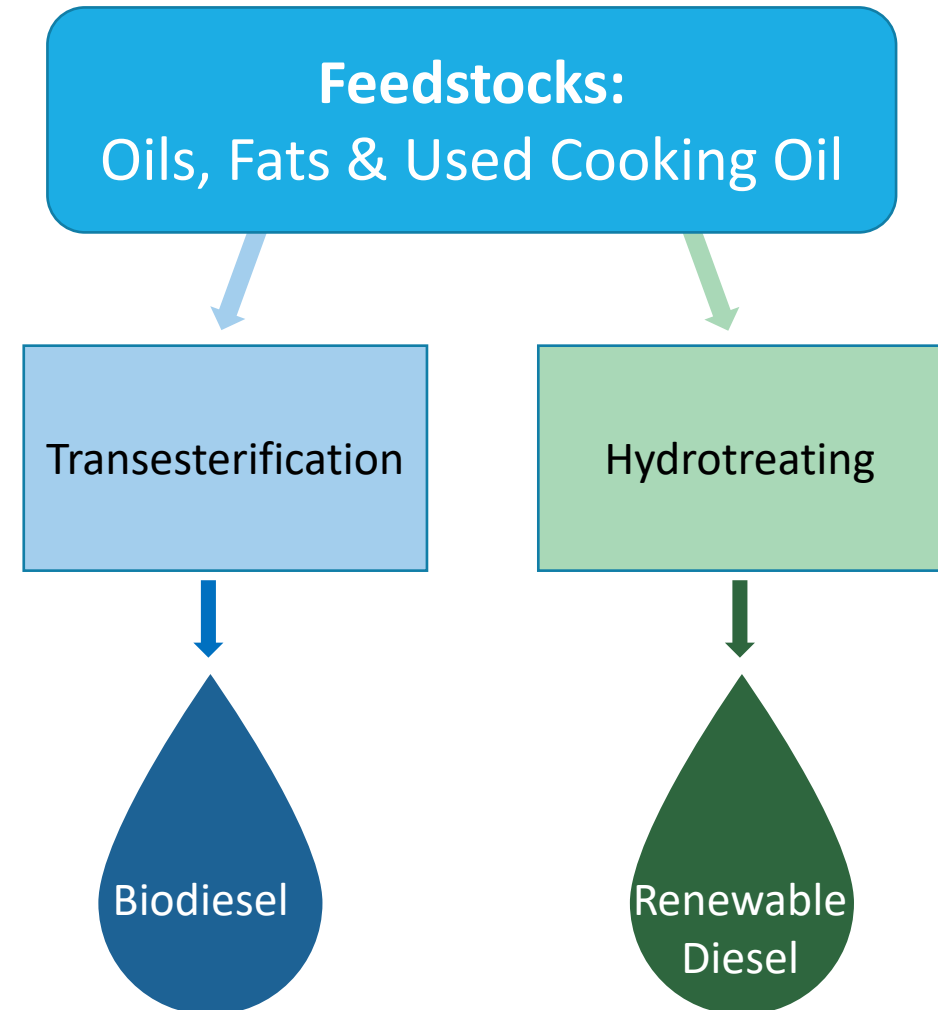 Feedstocks:
Oils, Fats & Used Cooking Oil
Transesterification
Hydrotreating
Biodiesel
Renewable
Diesel